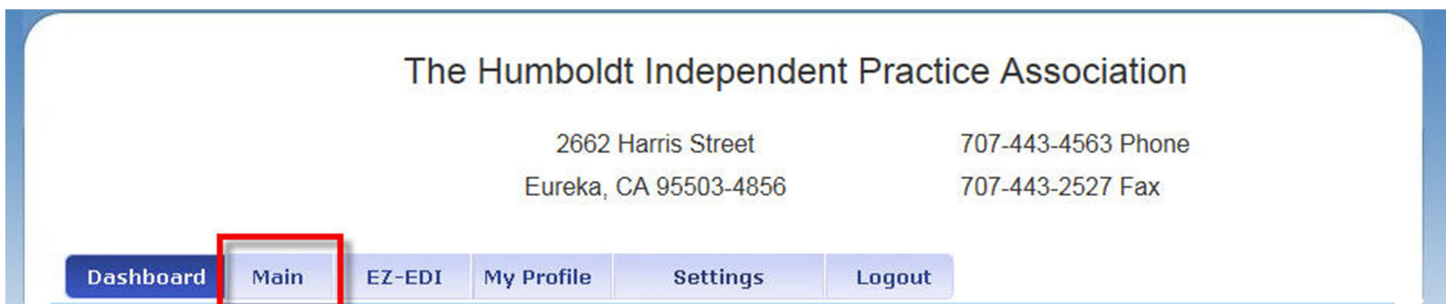 The Humboldt Independent Practice Association
2662 Harris Street 707-443-4563 Phone
Eureka, CA 95503-4856 707-443-2527 Fax
Dashboard Main EZ-EDI My Profile Settings Logout